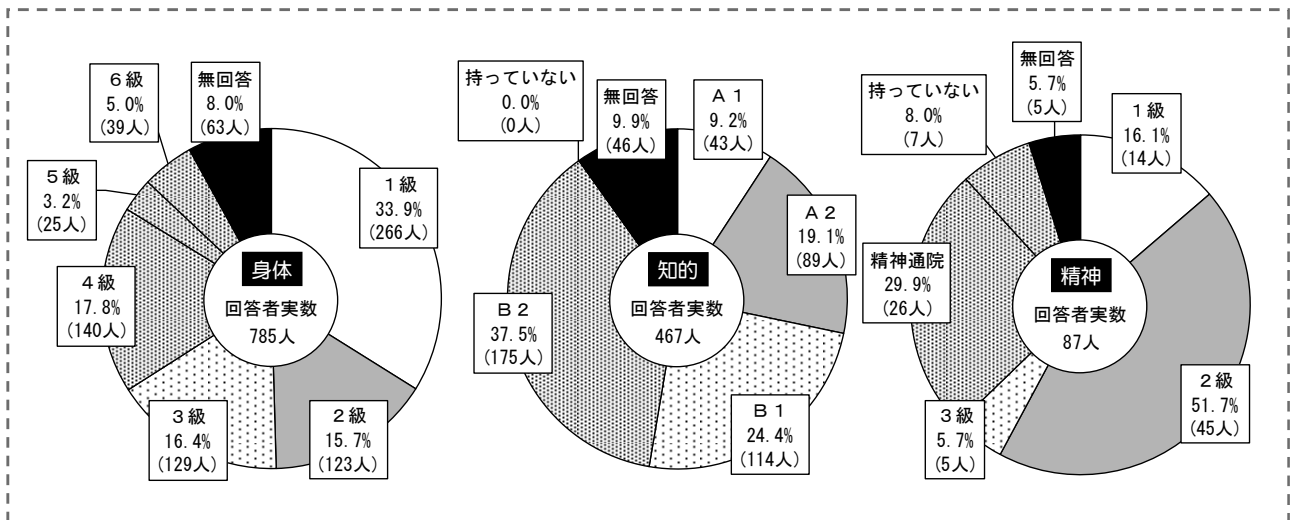 ６級
5.0%
(39人)
無回答
8.0%
(63人)
５級
3.2%
(25人)
１級
33.9%
(266人)
４級
17.8%
(140人)
身体
回答者実数
785人
３級
16.4%
(129人)
２級
15.7%
(123人)
持っていない
0.0%
(0人)
無回答
9.9%
(46人)
Ａ１
9.2%
(43人)
Ａ２
19.1%
(89人)
Ｂ２
37.5%
(175人)
知的
回答者実数
467人
Ｂ１
24.4%
(114人)
持っていない
8.0%
(7人)
無回答
5.7%
(5人)
１級
16.1%
(14人)
精神通院
29.9%
(26人)
精神
回答者実数
87人
３級
5.7%
(5人)
２級
51.7%
(45人)